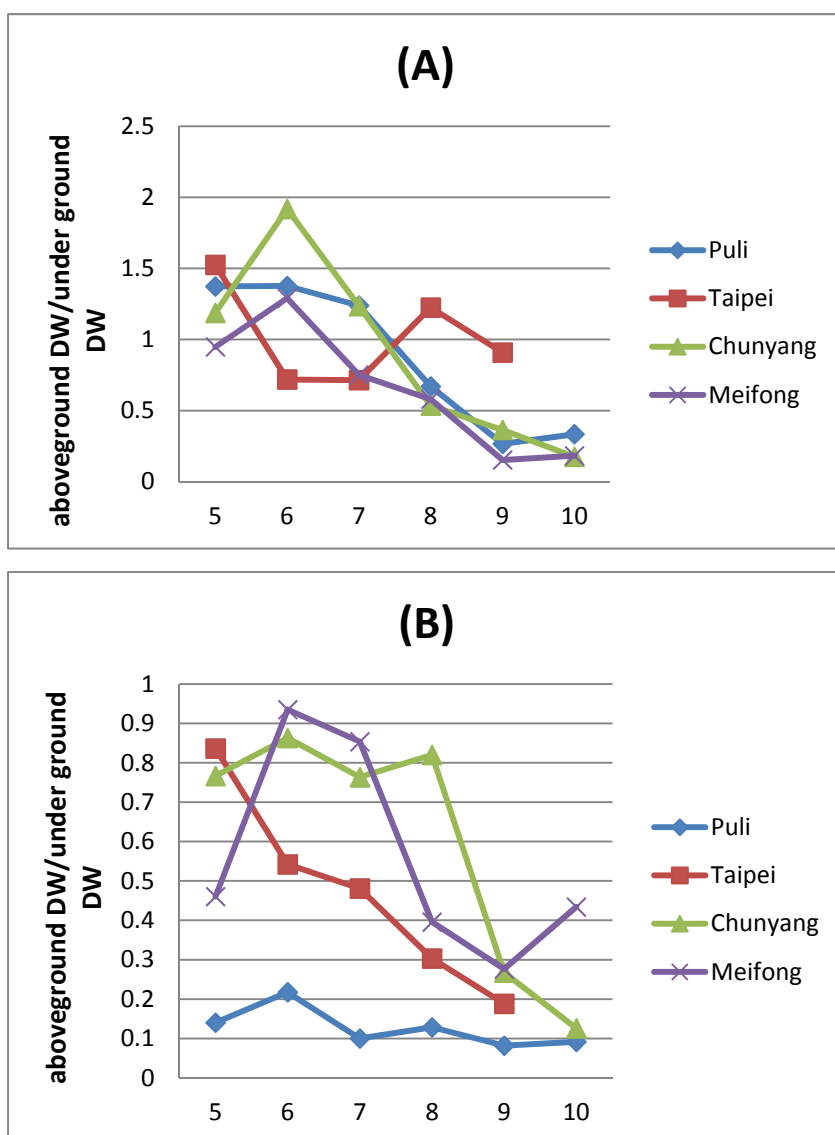 (A)
aboveground DW/under ground
DW
2.5
2
1.5
1
0.5
0
5 6 7 8 9 10
Puli
Taipei
Chunyang
Meifong
(B)
aboveground DW/under ground
DW
1
0.9
0.8
0.7
0.6
0.5
0.4
0.3
0.2
0.1
0
5 6 7 8 9 10
Puli
Taipei
Chunyang
Meifong